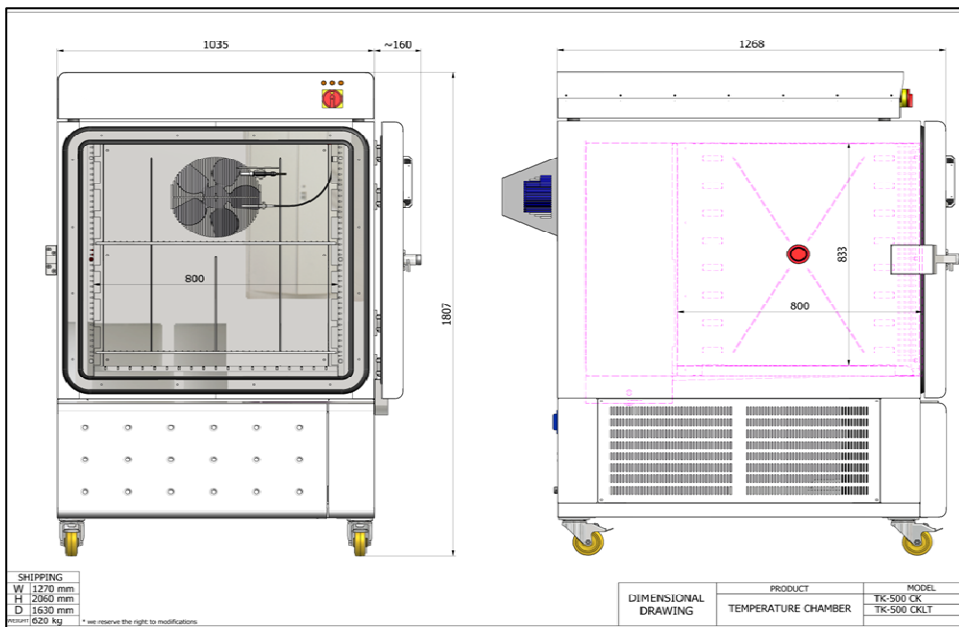 1035
~160
1268
800
1807
833
800
SHIPPING
W 1270 mm
H 2060 mm
D 1630 mm
WEIGHT 620 kg
* we reserve the right to modifications
DIMENSIONAL DRAWING
PRODUCT
TEMPERATURE CHAMBER
MODEL
TK-500 CK
TK-500 CKLT